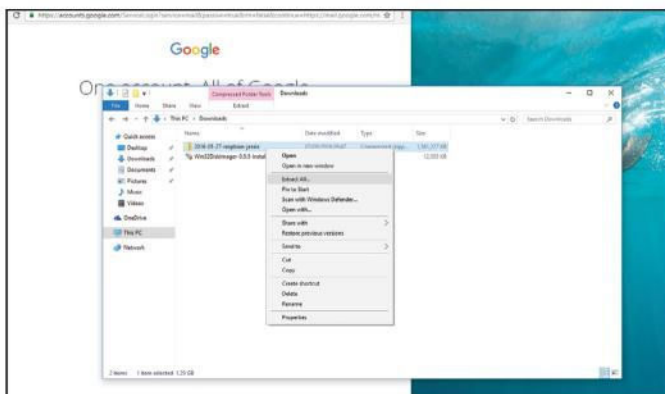 https://accounts.google.com/ServiceLogin?service=mail&passive=true&rm=false&continue=https://mail.google.com/m
Google
One account. All of Google
Compressed Folder Tools
Downloads
File
Home
Share
View
Extract
This PC > Downloads
Search Downloads
Name
Date modified
Type
Size
Quick access
Desktop
Downloads
Documents
Pictures
Music
Videos
OneDrive
This PC
Network
2016-05-27-raspbian-jessie
Win32DiskImager-0.9.5-install
12,003 KB
Open
Open in new window
Extract All...
Pin to Start
Scan with Windows Defender...
Open with...
Share with
Restore previous versions
Send to
Cut
Copy
Create shortcut
Delete
Rename
Properties
2 items
1 item selected 1.29 GB